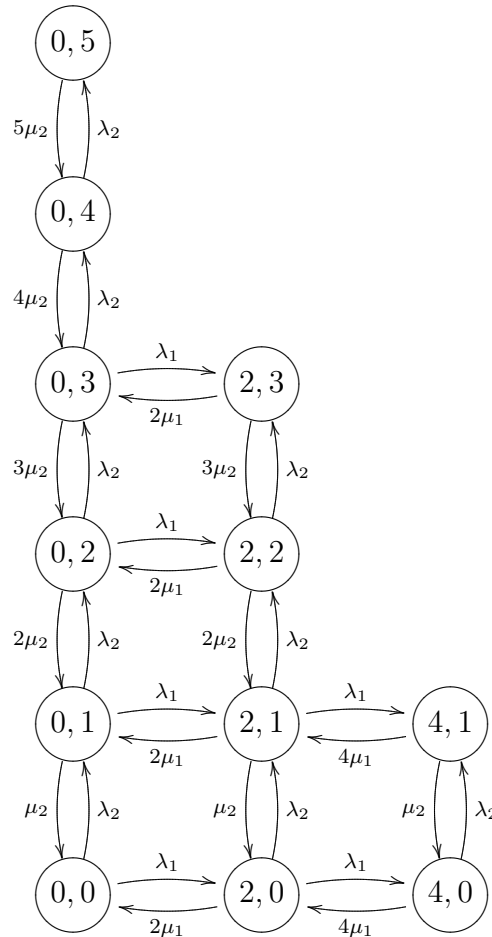 0, 5
5μ₂ λ₂
0, 4
4μ₂ λ₂
λ₁
0, 3 2, 3
2μ₁
3μ₂ λ₂ 3μ₂ λ₂
λ₁
0, 2 2, 2
2μ₁
2μ₂ λ₂ 2μ₂ λ₂
λ₁ λ₁
0, 1 2, 1 4, 1
2μ₁ 4μ₁
μ₂ λ₂ μ₂ λ₂ μ₂ λ₂
λ₁ λ₁
0, 0 2, 0 4, 0
2μ₁ 4μ₁